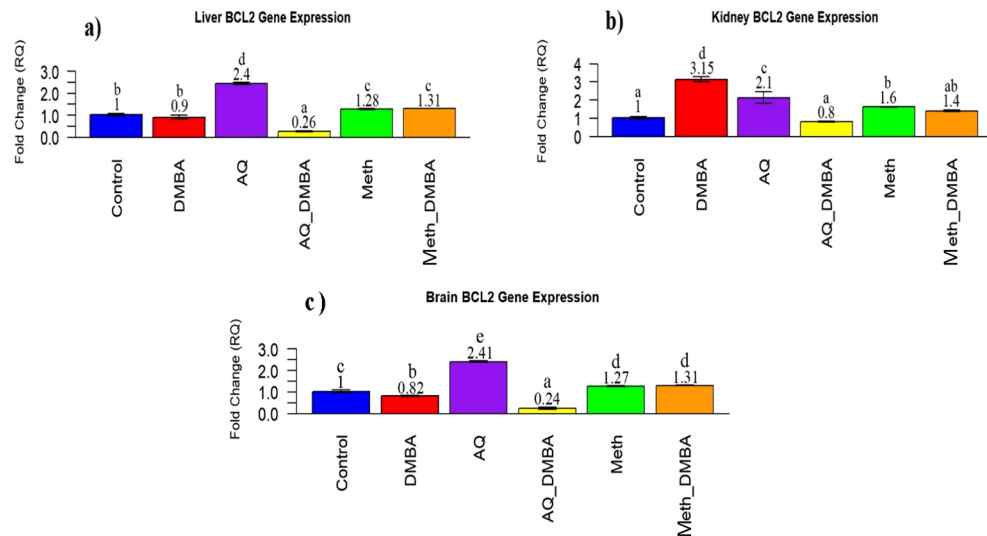 a)
Liver BCL2 Gene Expression
Fold Change (RQ)
3.0
2.0
1.0
0.0
b
1
b
0.9
d
2.4
a
0.26
c
1.28
c
1.31
Control
DMBA
AQ
AQ_DMBA
Meth
Meth_DMBA
b)
Kidney BCL2 Gene Expression
Fold Change (RQ)
4
3
2
1
0
a
1
d
3.15
c
2.1
a
0.8
b
1.6
ab
1.4
Control
DMBA
AQ
AQ_DMBA
Meth
Meth_DMBA
c )
Brain BCL2 Gene Expression
Fold Change (RQ)
3.0
2.0
1.0
0.0
c
1
b
0.82
e
2.41
a
0.24
d
1.27
d
1.31
Control
DMBA
AQ
AQ_DMBA
Meth
Meth_DMBA